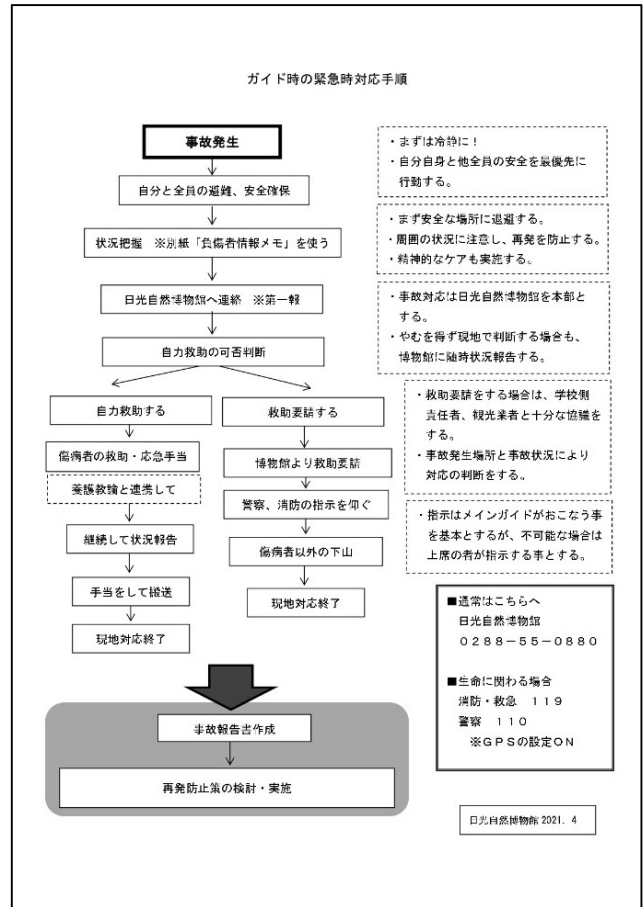 ガイド時の緊急時対応手順
事故発生
自分と全員の避難、安全確保
状況把握　※別紙「負傷者情報メモ」を使う
日光自然博物館へ連絡　※第一報
自力救助の可否判断
自力救助する
傷病者の救助・応急手当
養護教諭と連携して
継続して状況報告
手当をして搬送
現地対応終了
救助要請する
博物館より救助要請
警察、消防の指示を仰ぐ
傷病者以外の下山
現地対応終了
事故報告書作成
再発防止策の検討・実施
・まずは冷静に！
・自分自身と他全員の安全を最優先に
行動する。
・まず安全な場所に退避する。
・周囲の状況に注意し、再発を防止する。
・精神的なケアも実施する。
・事故対応は日光自然博物館を本部と
する。
・やむを得ず現地で判断する場合も、
博物館に随時状況報告する。
・救助要請をする場合は、学校側
責任者、観光業者と十分な協議を
する。
・事故発生場所と事故状況により
対応の判断をする。
・指示はメインガイドがおこなう事
を基本とするが、不可能な場合は
上席の者が指示する事とする。
■通常はこちらへ
日光自然博物館
０２８８－５５－０８８０
■生命に関わる場合
消防・救急　１１９
警察　１１０
※ＧＰＳの設定ＯＮ
日光自然博物館 2021. 4